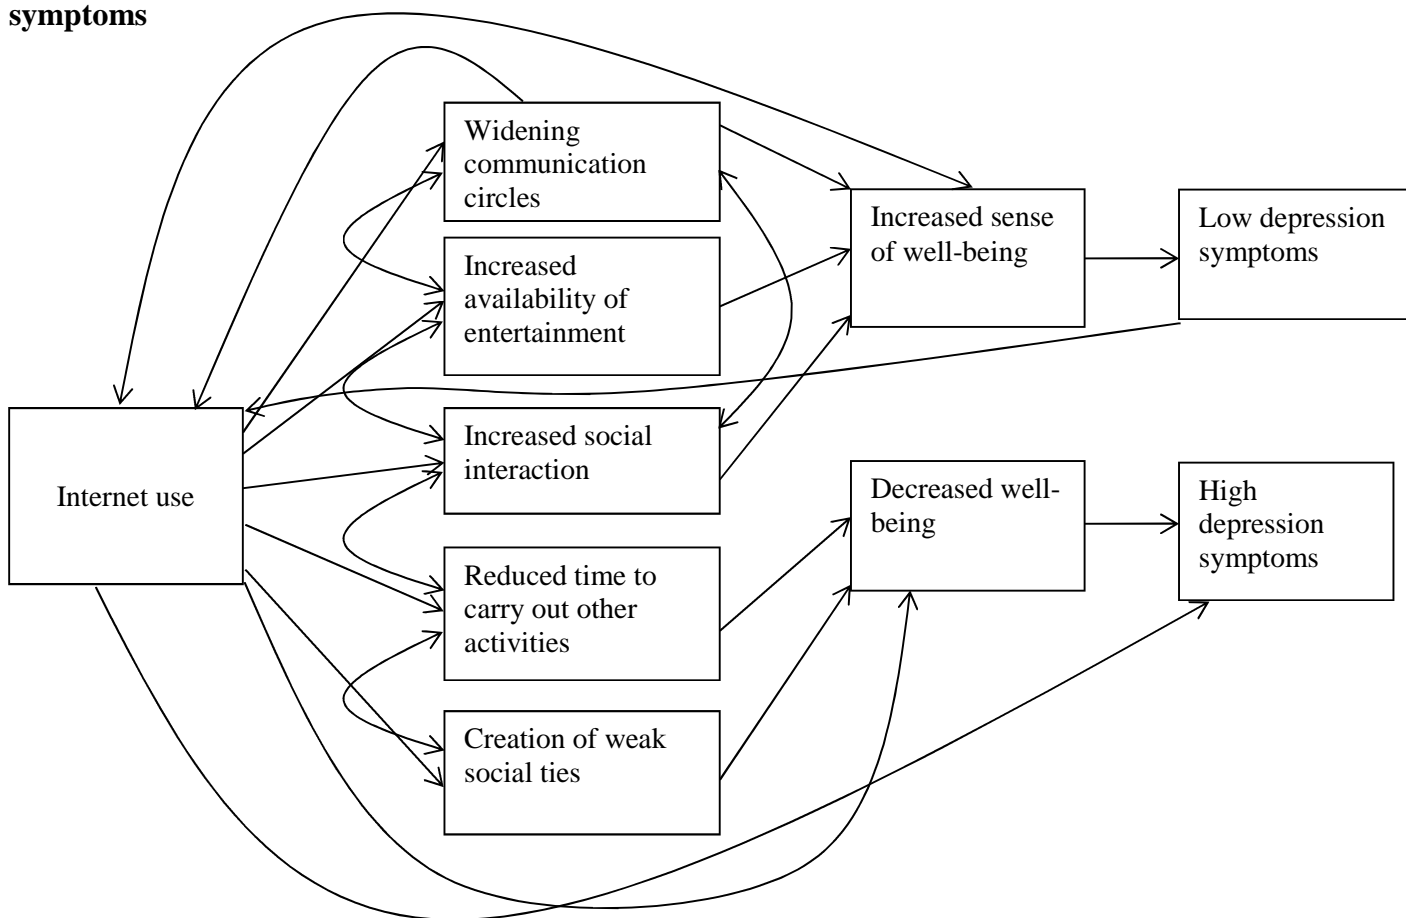 symptoms
Widening
communication
circles
Increased
availability of
entertainment
Increased social
interaction
Reduced time to
carry out other
activities
Creation of weak
social ties
Internet use
Increased sense
of well-being
Low depression
symptoms
Decreased well-
being
High
depression
symptoms